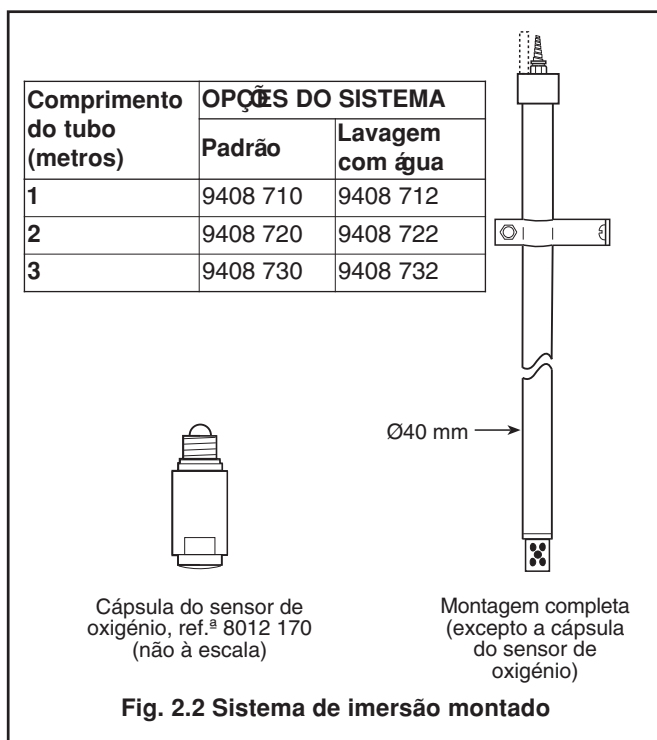 Comprimento do tubo (metros)
OPÇÕES DO SISTEMA
Padrão
Lavagem com água
1 9408 710 9408 712
2 9408 720 9408 722
3 9408 730 9408 732
Ø40 mm
Cápsula do sensor de
oxigénio, ref.ª 8012 170
(não à escala)
Montagem completa
(excepto a cápsula
do sensor de
oxigénio)
Fig. 2.2 Sistema de imersão montado